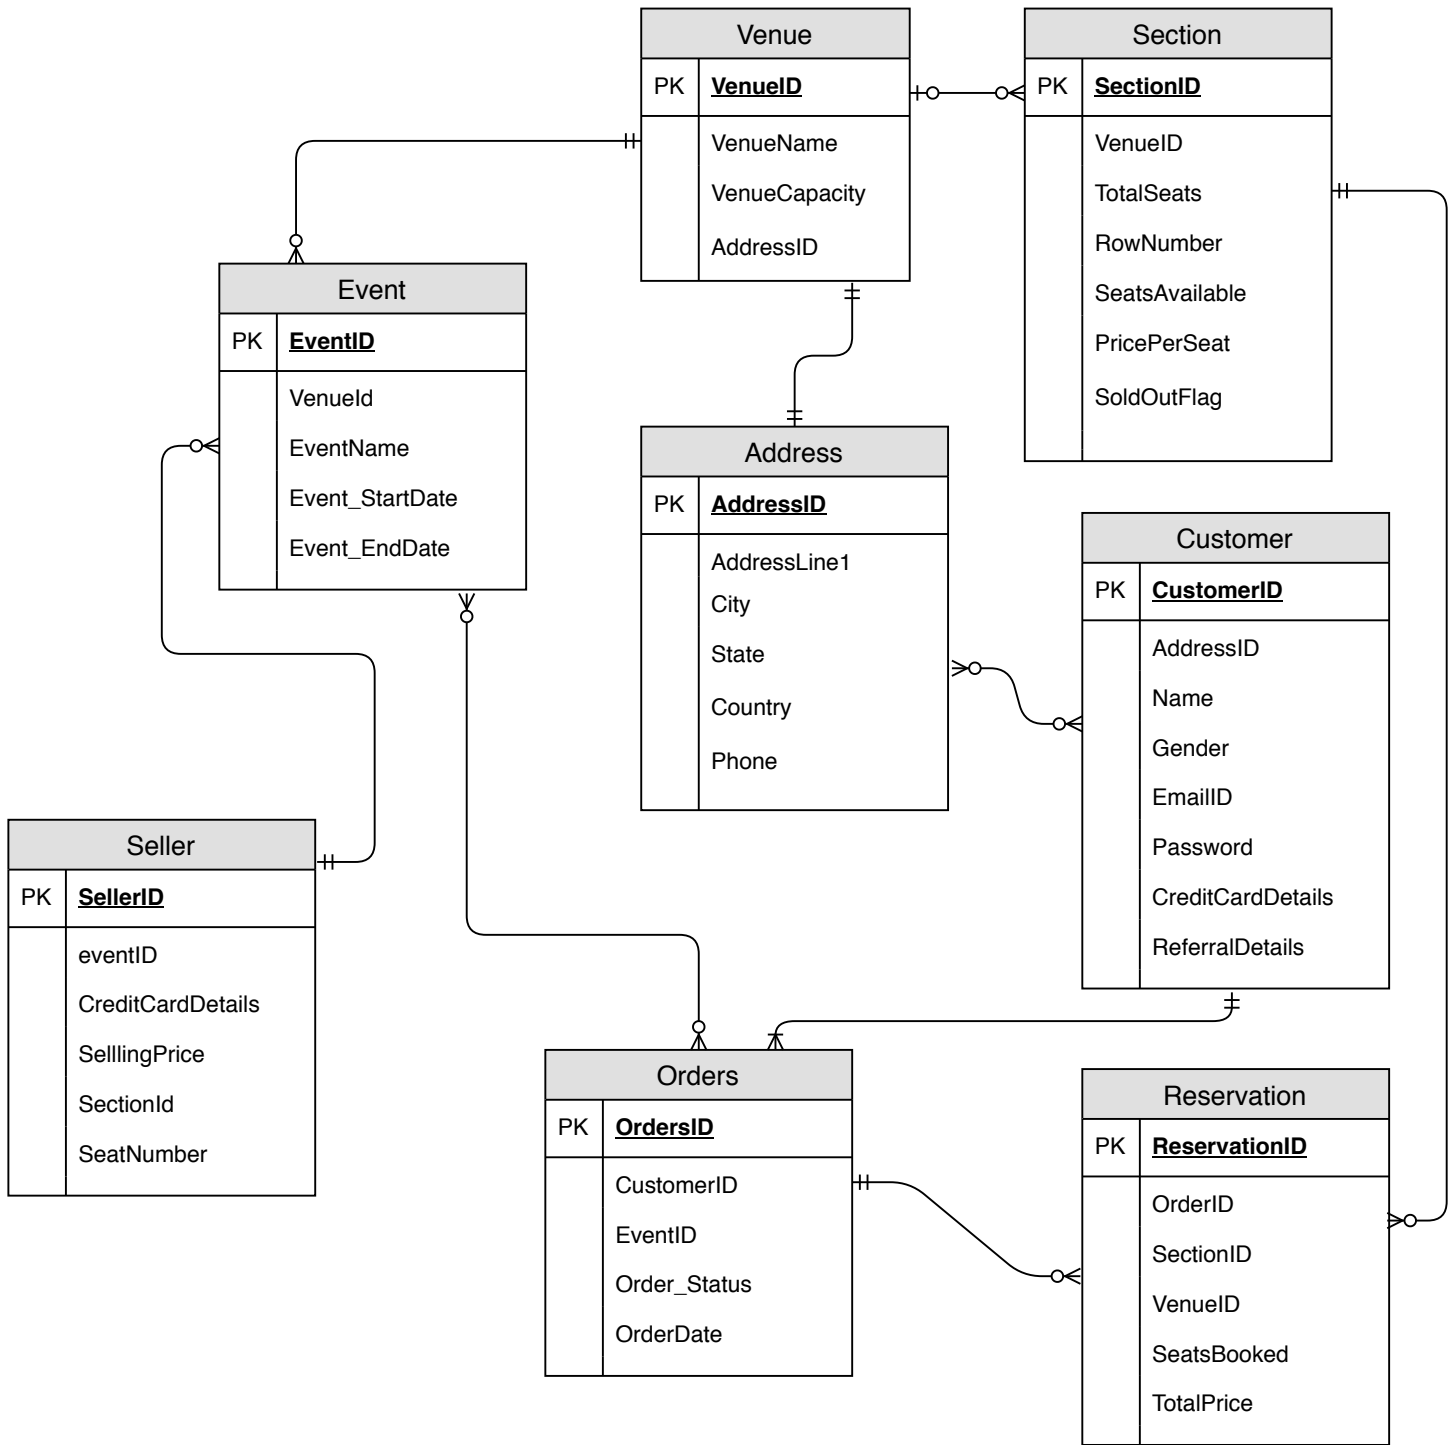 Venue
PK VenueID
VenueName
VenueCapacity
AddressID
Section
PK SectionID
VenueID
TotalSeats
RowNumber
SeatsAvailable
PricePerSeat
SoldOutFlag
Event
PK EventID
VenueId
EventName
Event_StartDate
Event_EndDate
Address
PK AddressID
AddressLine1
City
State
Country
Phone
Customer
PK CustomerID
AddressID
Name
Gender
EmailID
Password
CreditCardDetails
ReferralDetails
Seller
PK SellerID
eventID
CreditCardDetails
SelllingPrice
SectionId
SeatNumber
Orders
PK OrdersID
CustomerID
EventID
Order_Status
OrderDate
Reservation
PK ReservationID
OrderID
SectionID
VenueID
SeatsBooked
TotalPrice